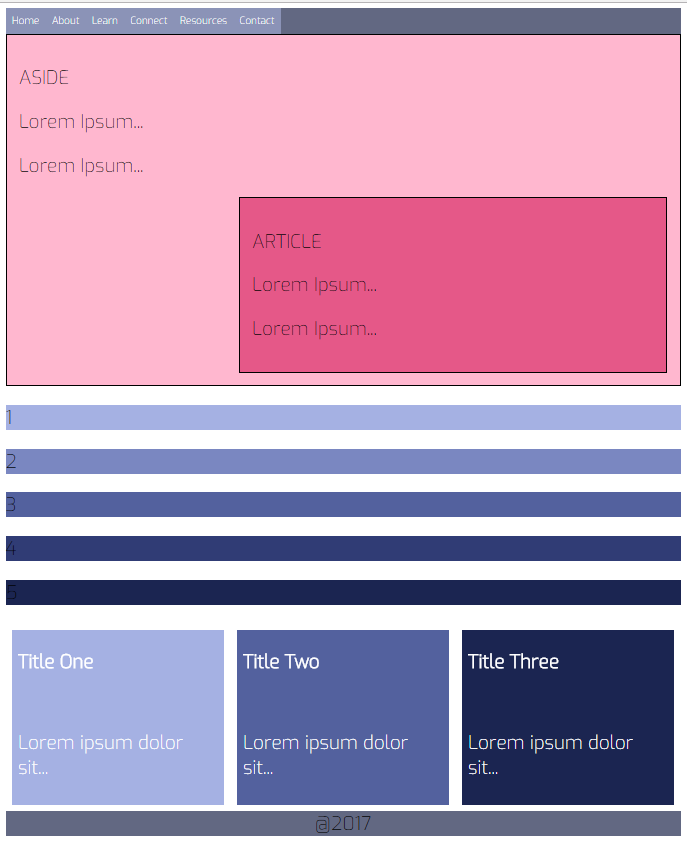 Home About Learn Connect Resources Contact
ASIDE
Lorem Ipsum...
Lorem Ipsum...
ARTICLE
Lorem Ipsum...
Lorem Ipsum...
1
2
3
4
5
Title One
Lorem ipsum dolor
sit...
Title Two
Lorem ipsum dolor
sit...
Title Three
Lorem ipsum dolor
sit...
@2017